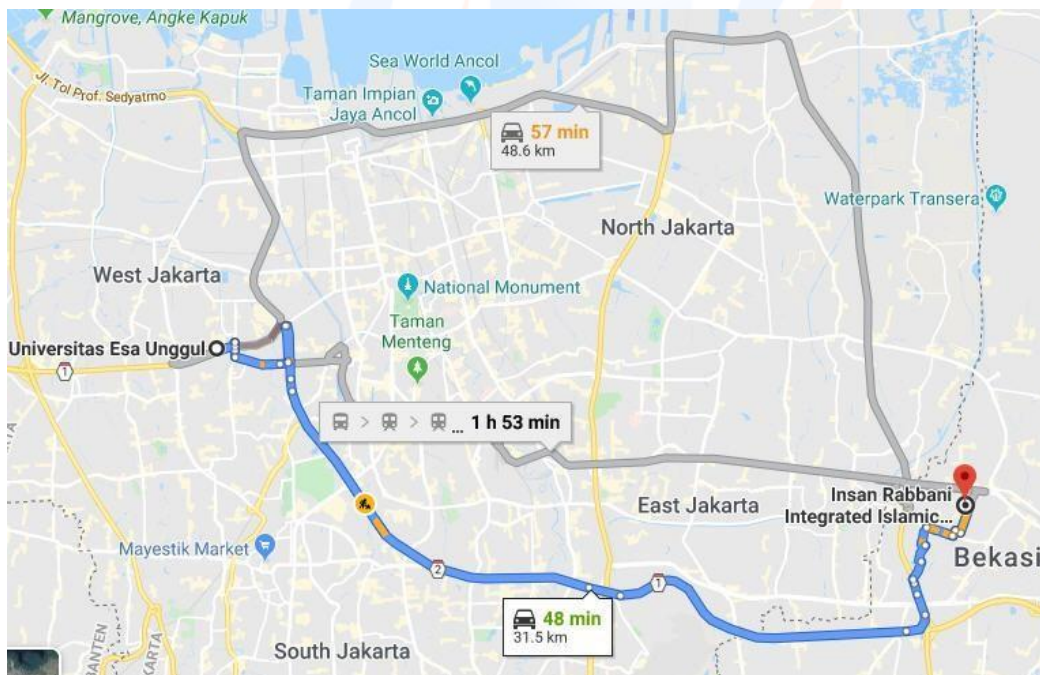 Mangrove, Angke Kapuk
Jl. Tol Prof. Sedyatmo
Sea World Ancol
Taman Impian
Jaya Ancol
57 min
48.6 km
Waterpark Transera
North Jakarta
West Jakarta
National Monument
Taman
Menteng
Universitas Esa Unggul
1
> > ... 1 h 53 min
Insan Rabbani
Integrated Islamic...
East Jakarta
Bekasi
Mayestik Market
2
1
48 min
31.5 km
South Jakarta
BANTEN
KARTA